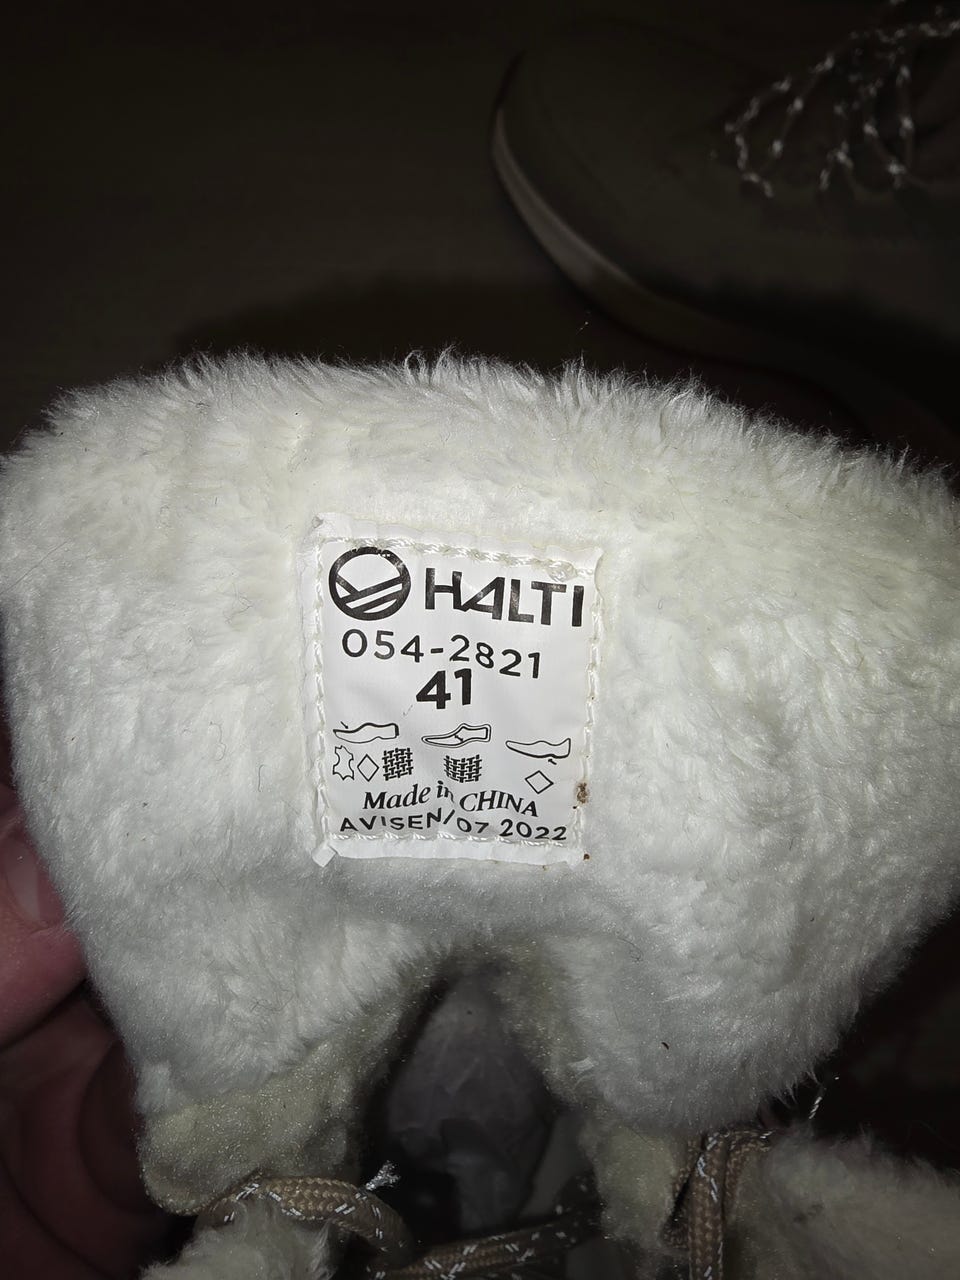 HALTI
054-2821
41
Made in CHINA
AVISEN/07 2022